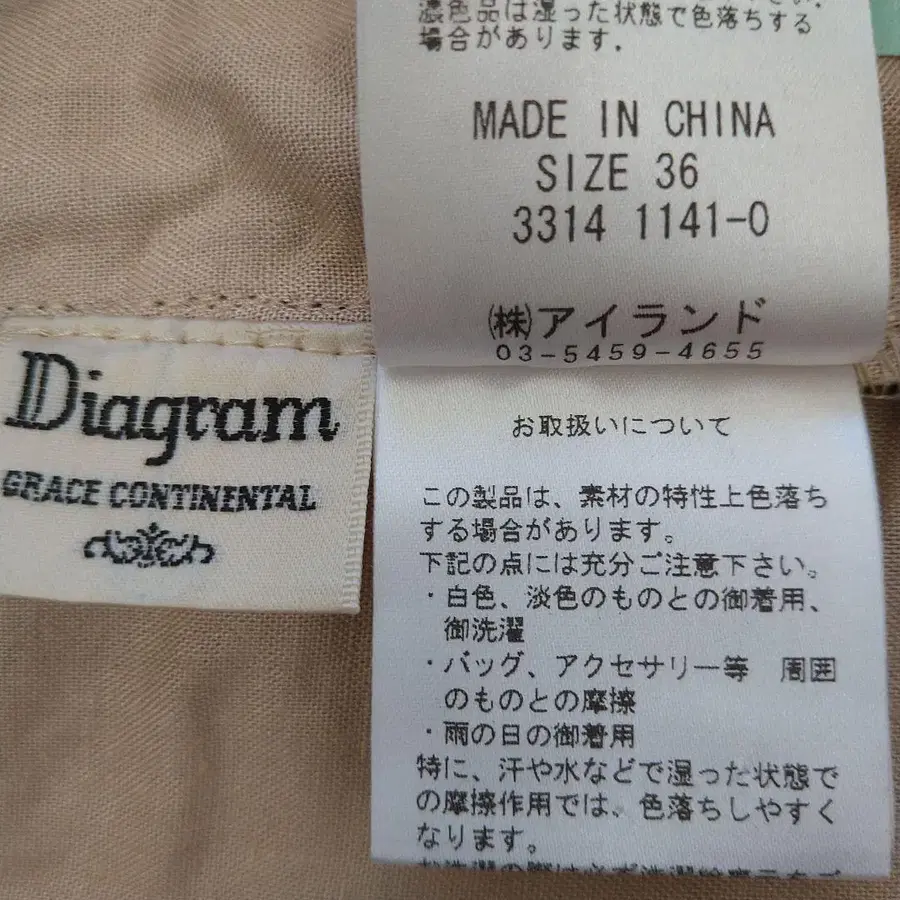 濃色品は湿った状態で色落ちする
場合があります.
MADE IN CHINA
SIZE 36
3314 1141-0
㈱アイランド
03-5459-4655
Diagram
GRACE CONTINENTAL
お取扱いについて
この製品は、素材の特性上色落ち
する場合があります。
下記の点には充分ご注意下さい。
・白色、淡色のものとの御着用、
御洗濯
・バッグ、アクセサリー等 周囲
のものとの摩擦
・雨の日の御着用
特に、汗や水などで湿った状態で
の摩擦作用では、色落ちしやすく
なります。